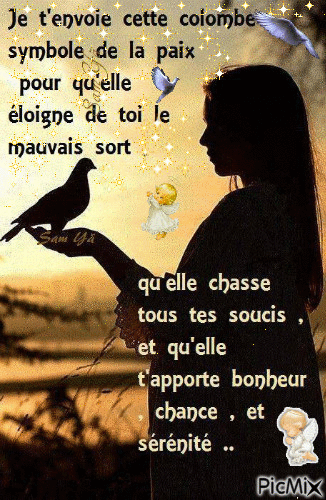 Je t'envoie cette colombe
symbole de la paix
pour qu'elle
éloigne de toi le
mauvais sort
Sam Yä
qu'elle chasse
tous tes soucis ,
et qu'elle
t'apporte bonheur
, chance , et
sérénité ..
PicMix